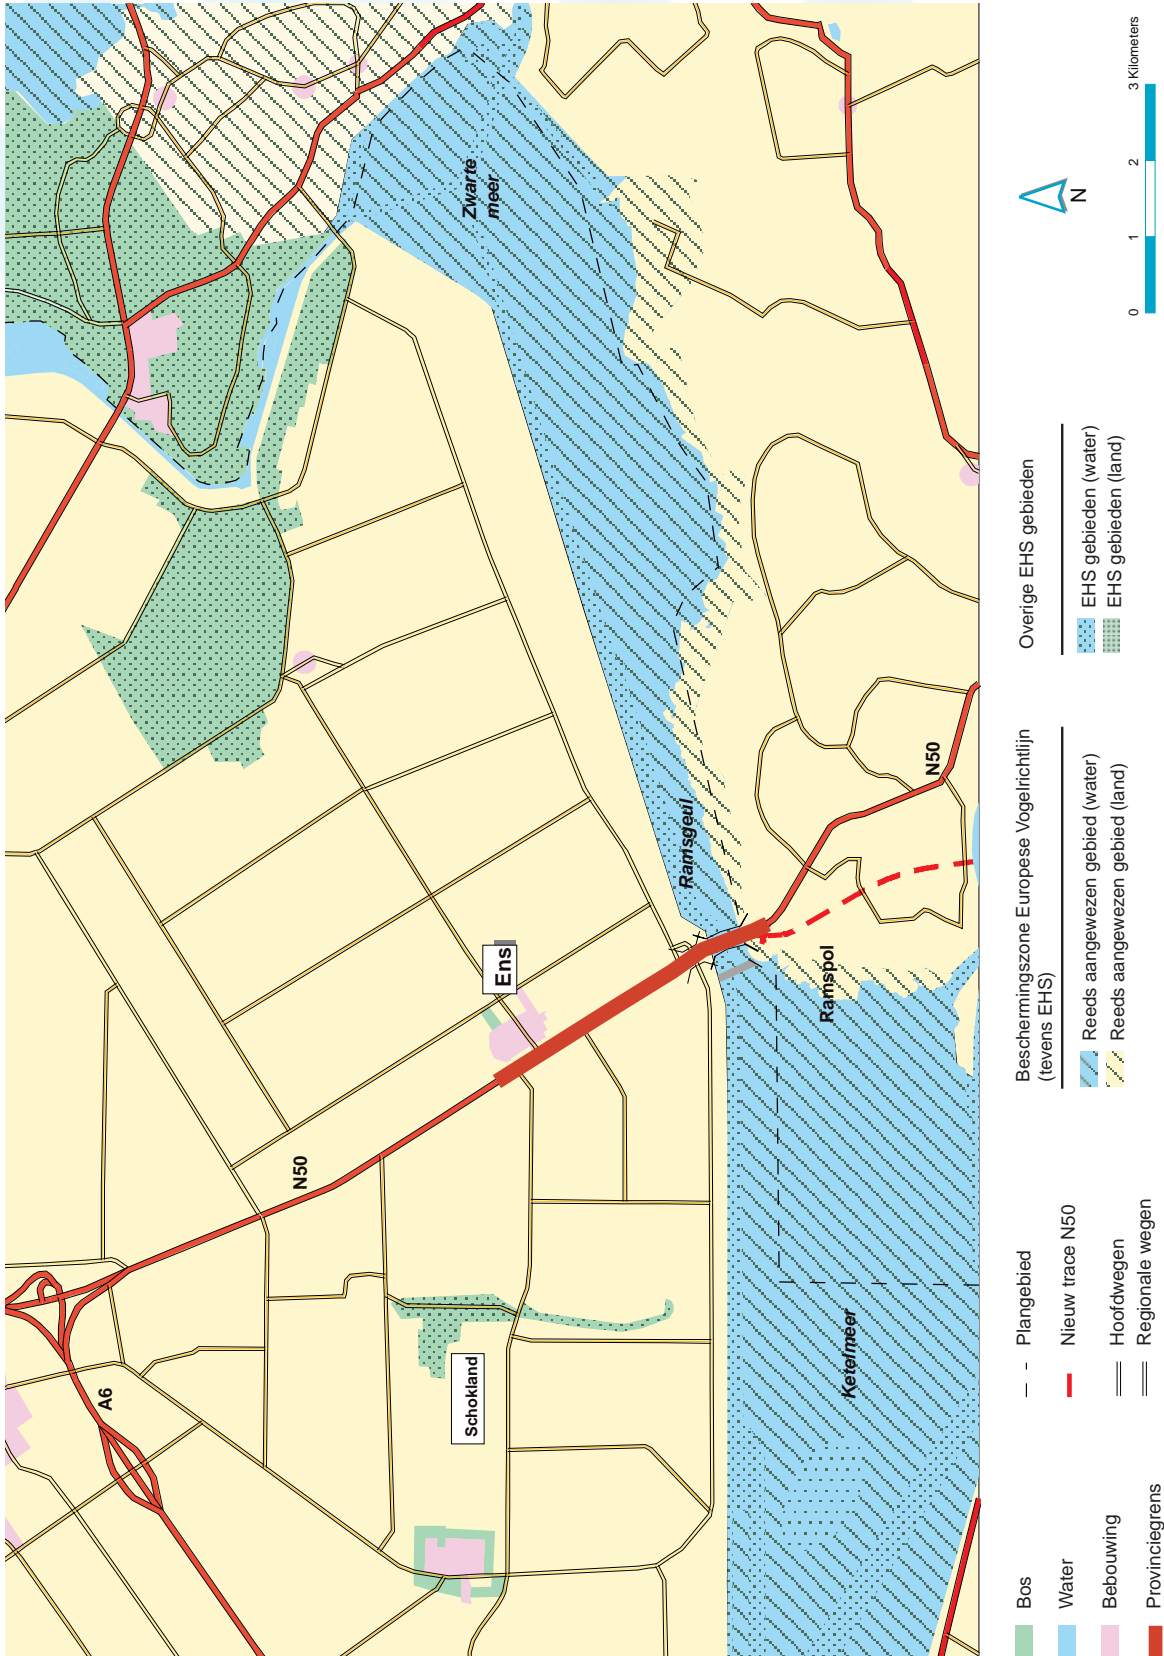 Zwarte
meer
Ramsgeul
Ens
N50
N50
Ramspol
A6
Schokland
Ketelmeer
Bos
Water
Bebouwing
Provinciegrens
Plangebied
Nieuw trace N50
Hoofdwegen
Regionale wegen
Beschermingszone Europese Vogelrichtlijn
(tevens EHS)
Reeds aangewezen gebied (water)
Reeds aangewezen gebied (land)
Overige EHS gebieden
EHS gebieden (water)
EHS gebieden (land)
N
0 1 2 3 Kilometers